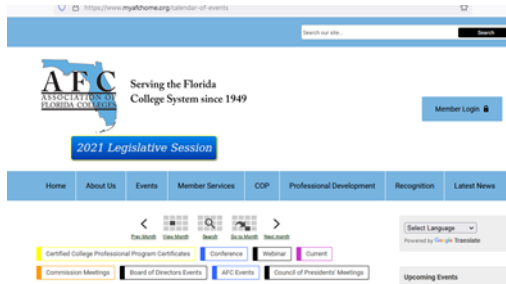 https://www.myafchome.org/calendar-of-events
Search our site...
Search
AFC
ASSOCIATION OF
FLORIDA COLLEGES
Serving the Florida
College System since 1949
Member Login
2021 Legislative Session
Home About Us Events Member Services COP Professional Development Recognition Latest News
Prev Month View Month Search Go to Month Next month
Select Language
Powered by Google Translate
Certified College Professional Program Certificates Conference Webinar Current
Commission Meetings Board of Directors Events AFC Events Council of Presidents' Meetings
Upcoming Events